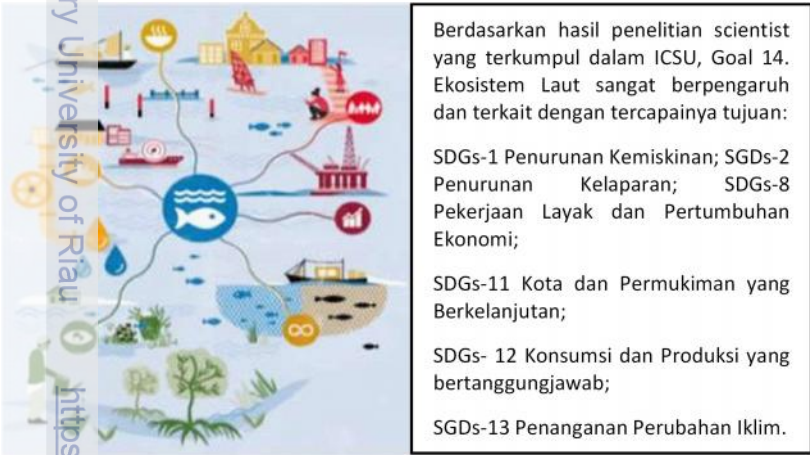 ry University of Riau
https
Berdasarkan hasil penelitian scientist
yang terkumpul dalam ICSU, Goal 14.
Ekosistem Laut sangat berpengaruh
dan terkait dengan tercapainya tujuan:
SDGs-1 Penurunan Kemiskinan; SGDs-2
Penurunan Kelaparan; SDGs-8
Pekerjaan Layak dan Pertumbuhan
Ekonomi;
SDGs-11 Kota dan Permukiman yang
Berkelanjutan;
SDGs- 12 Konsumsi dan Produksi yang
bertanggungjawab;
SGDs-13 Penanganan Perubahan Iklim.